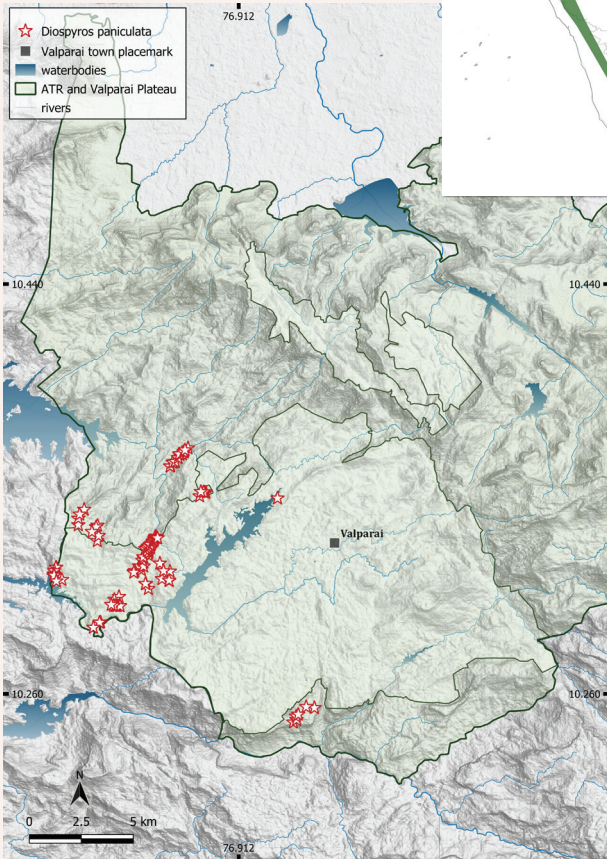 76.912
Diospyros paniculata
Valparai town placemark
waterbodies
ATR and Valparai Plateau
rivers
10.440
10.440
Valparai
10.260
10.260
N
0 2.5 5 km
76.912